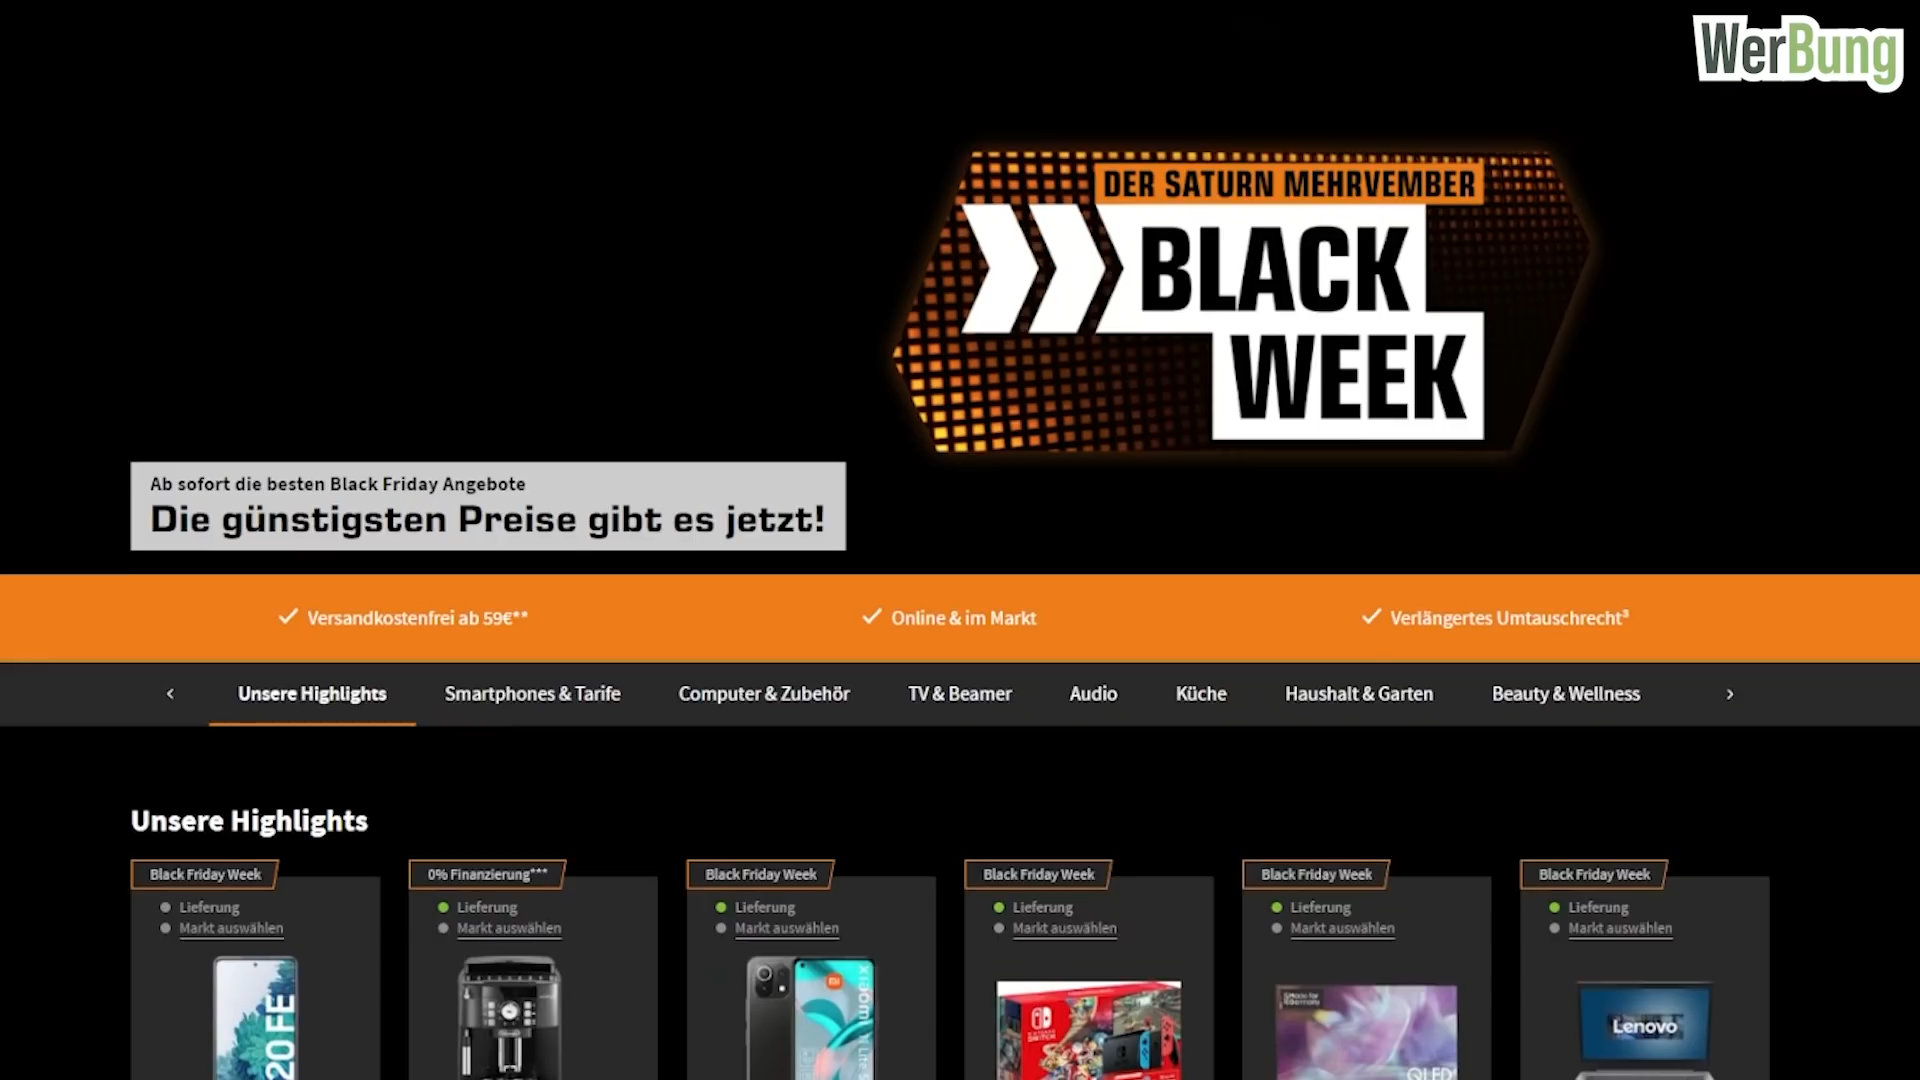 WerBung
DER SATURN MEHRVEMBER
BLACK
WEEK
Ab sofort die besten Black Friday Angebote
Die günstigsten Preise gibt es jetzt!
Versandkostenfrei ab 59€**
Online & im Markt
Verlängertes Umtauschrecht³
Unsere Highlights
Smartphones & Tarife
Computer & Zubehör
TV & Beamer
Audio
Küche
Haushalt & Garten
Beauty & Wellness
Unsere Highlights
Black Friday Week
Lieferung
Markt auswählen
20 FE
0% Finanzierung***
Lieferung
Markt auswählen
Black Friday Week
Lieferung
Markt auswählen
Black Friday Week
Lieferung
Markt auswählen
NINTENDO
SWITCH
Black Friday Week
Lieferung
Markt auswählen
QLED
Black Friday Week
Lieferung
Markt auswählen
Lenovo